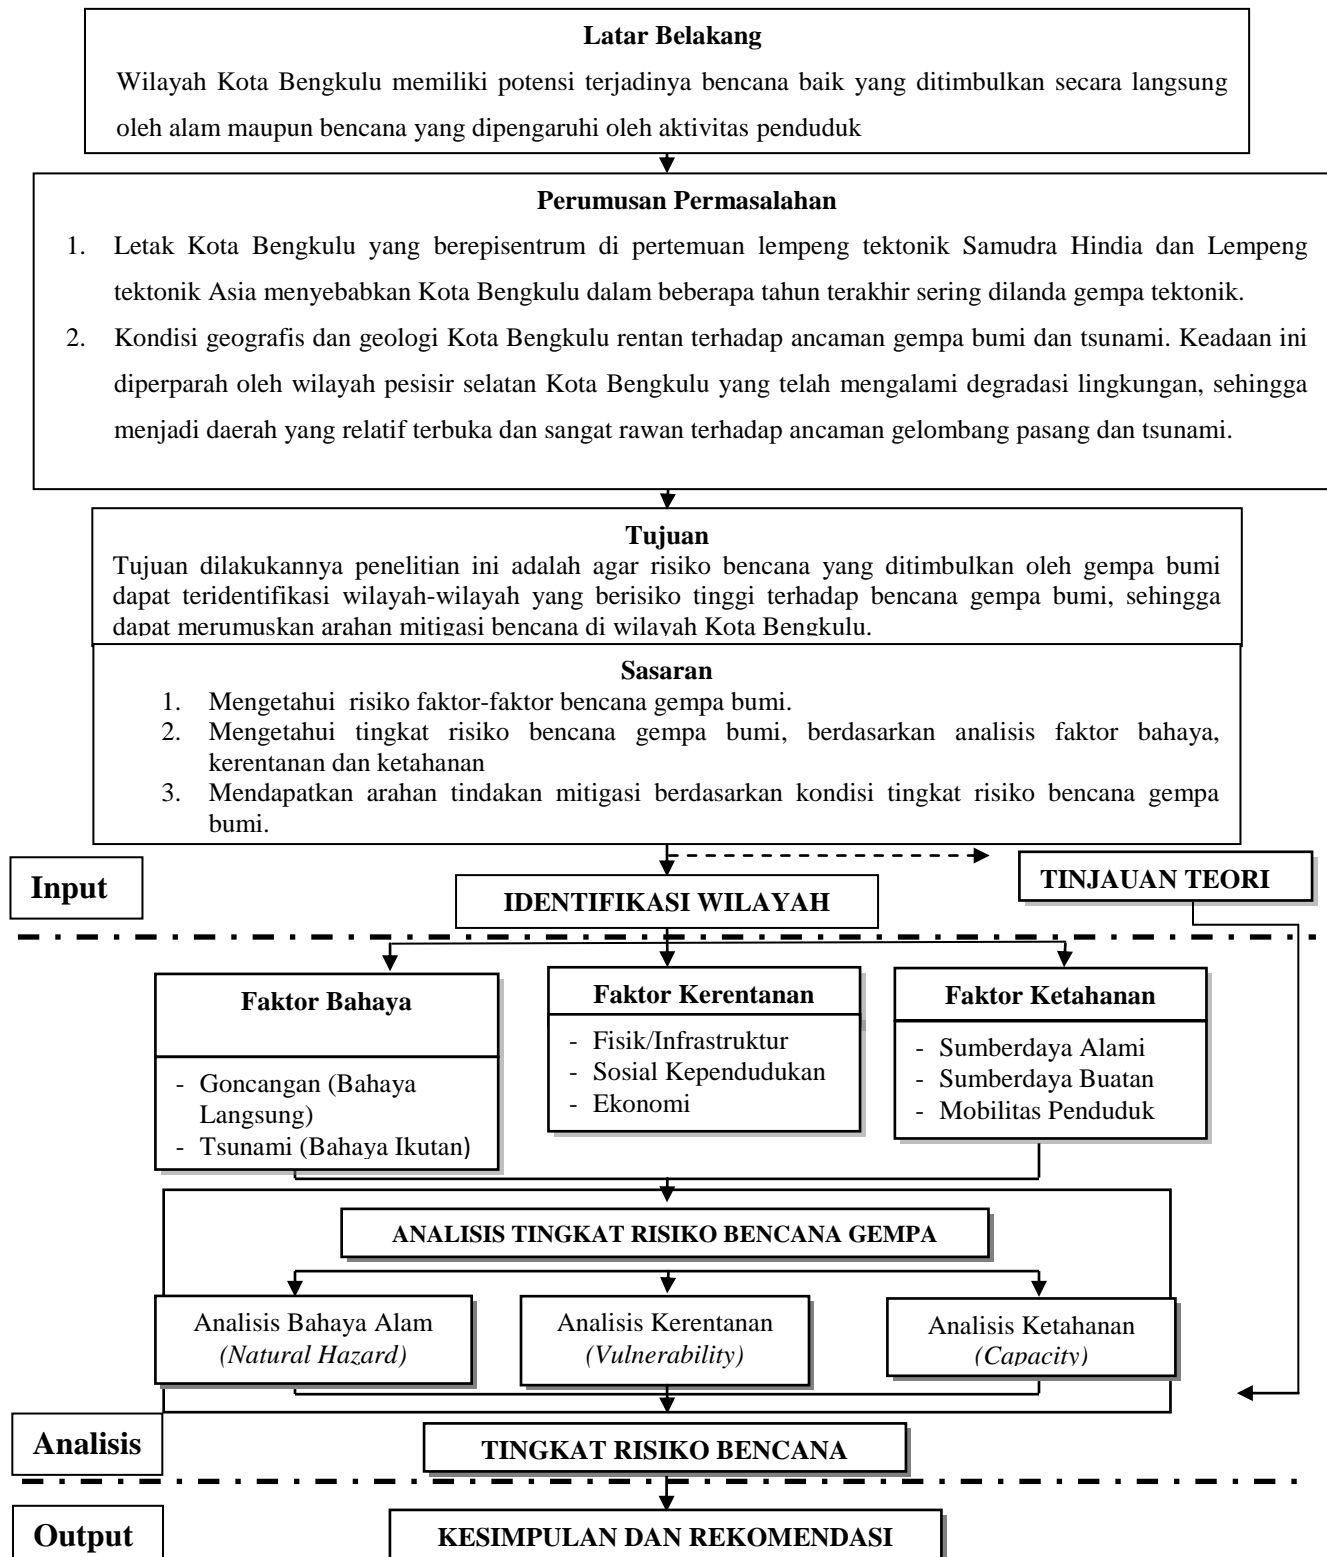 Latar Belakang
Wilayah Kota Bengkulu memiliki potensi terjadinya bencana baik yang ditimbulkan secara langsung
oleh alam maupun bencana yang dipengaruhi oleh aktivitas penduduk
Perumusan Permasalahan
1. Letak Kota Bengkulu yang berepisentrum di pertemuan lempeng tektonik Samudra Hindia dan Lempeng
tektonik Asia menyebabkan Kota Bengkulu dalam beberapa tahun terakhir sering dilanda gempa tektonik.
2. Kondisi geografis dan geologi Kota Bengkulu rentan terhadap ancaman gempa bumi dan tsunami. Keadaan ini
diperparah oleh wilayah pesisir selatan Kota Bengkulu yang telah mengalami degradasi lingkungan, sehingga
menjadi daerah yang relatif terbuka dan sangat rawan terhadap ancaman gelombang pasang dan tsunami.
Tujuan
Tujuan dilakukannya penelitian ini adalah agar risiko bencana yang ditimbulkan oleh gempa bumi
dapat teridentifikasi wilayah-wilayah yang berisiko tinggi terhadap bencana gempa bumi, sehingga
dapat merumuskan arahan mitigasi bencana di wilayah Kota Bengkulu.
Sasaran
1. Mengetahui risiko faktor-faktor bencana gempa bumi.
2. Mengetahui tingkat risiko bencana gempa bumi, berdasarkan analisis faktor bahaya,
kerentanan dan ketahanan
3. Mendapatkan arahan tindakan mitigasi berdasarkan kondisi tingkat risiko bencana gempa
bumi.
Input
IDENTIFIKASI WILAYAH
TINJAUAN TEORI
Faktor Bahaya
- Goncangan (Bahaya
Langsung)
- Tsunami (Bahaya Ikutan)
Faktor Kerentanan
- Fisik/Infrastruktur
- Sosial Kependudukan
- Ekonomi
Faktor Ketahanan
- Sumberdaya Alami
- Sumberdaya Buatan
- Mobilitas Penduduk
ANALISIS TINGKAT RISIKO BENCANA GEMPA
Analisis Bahaya Alam
(Natural Hazard)
Analisis Kerentanan
(Vulnerability)
Analisis Ketahanan
(Capacity)
Analisis
TINGKAT RISIKO BENCANA
Output
KESIMPULAN DAN REKOMENDASI